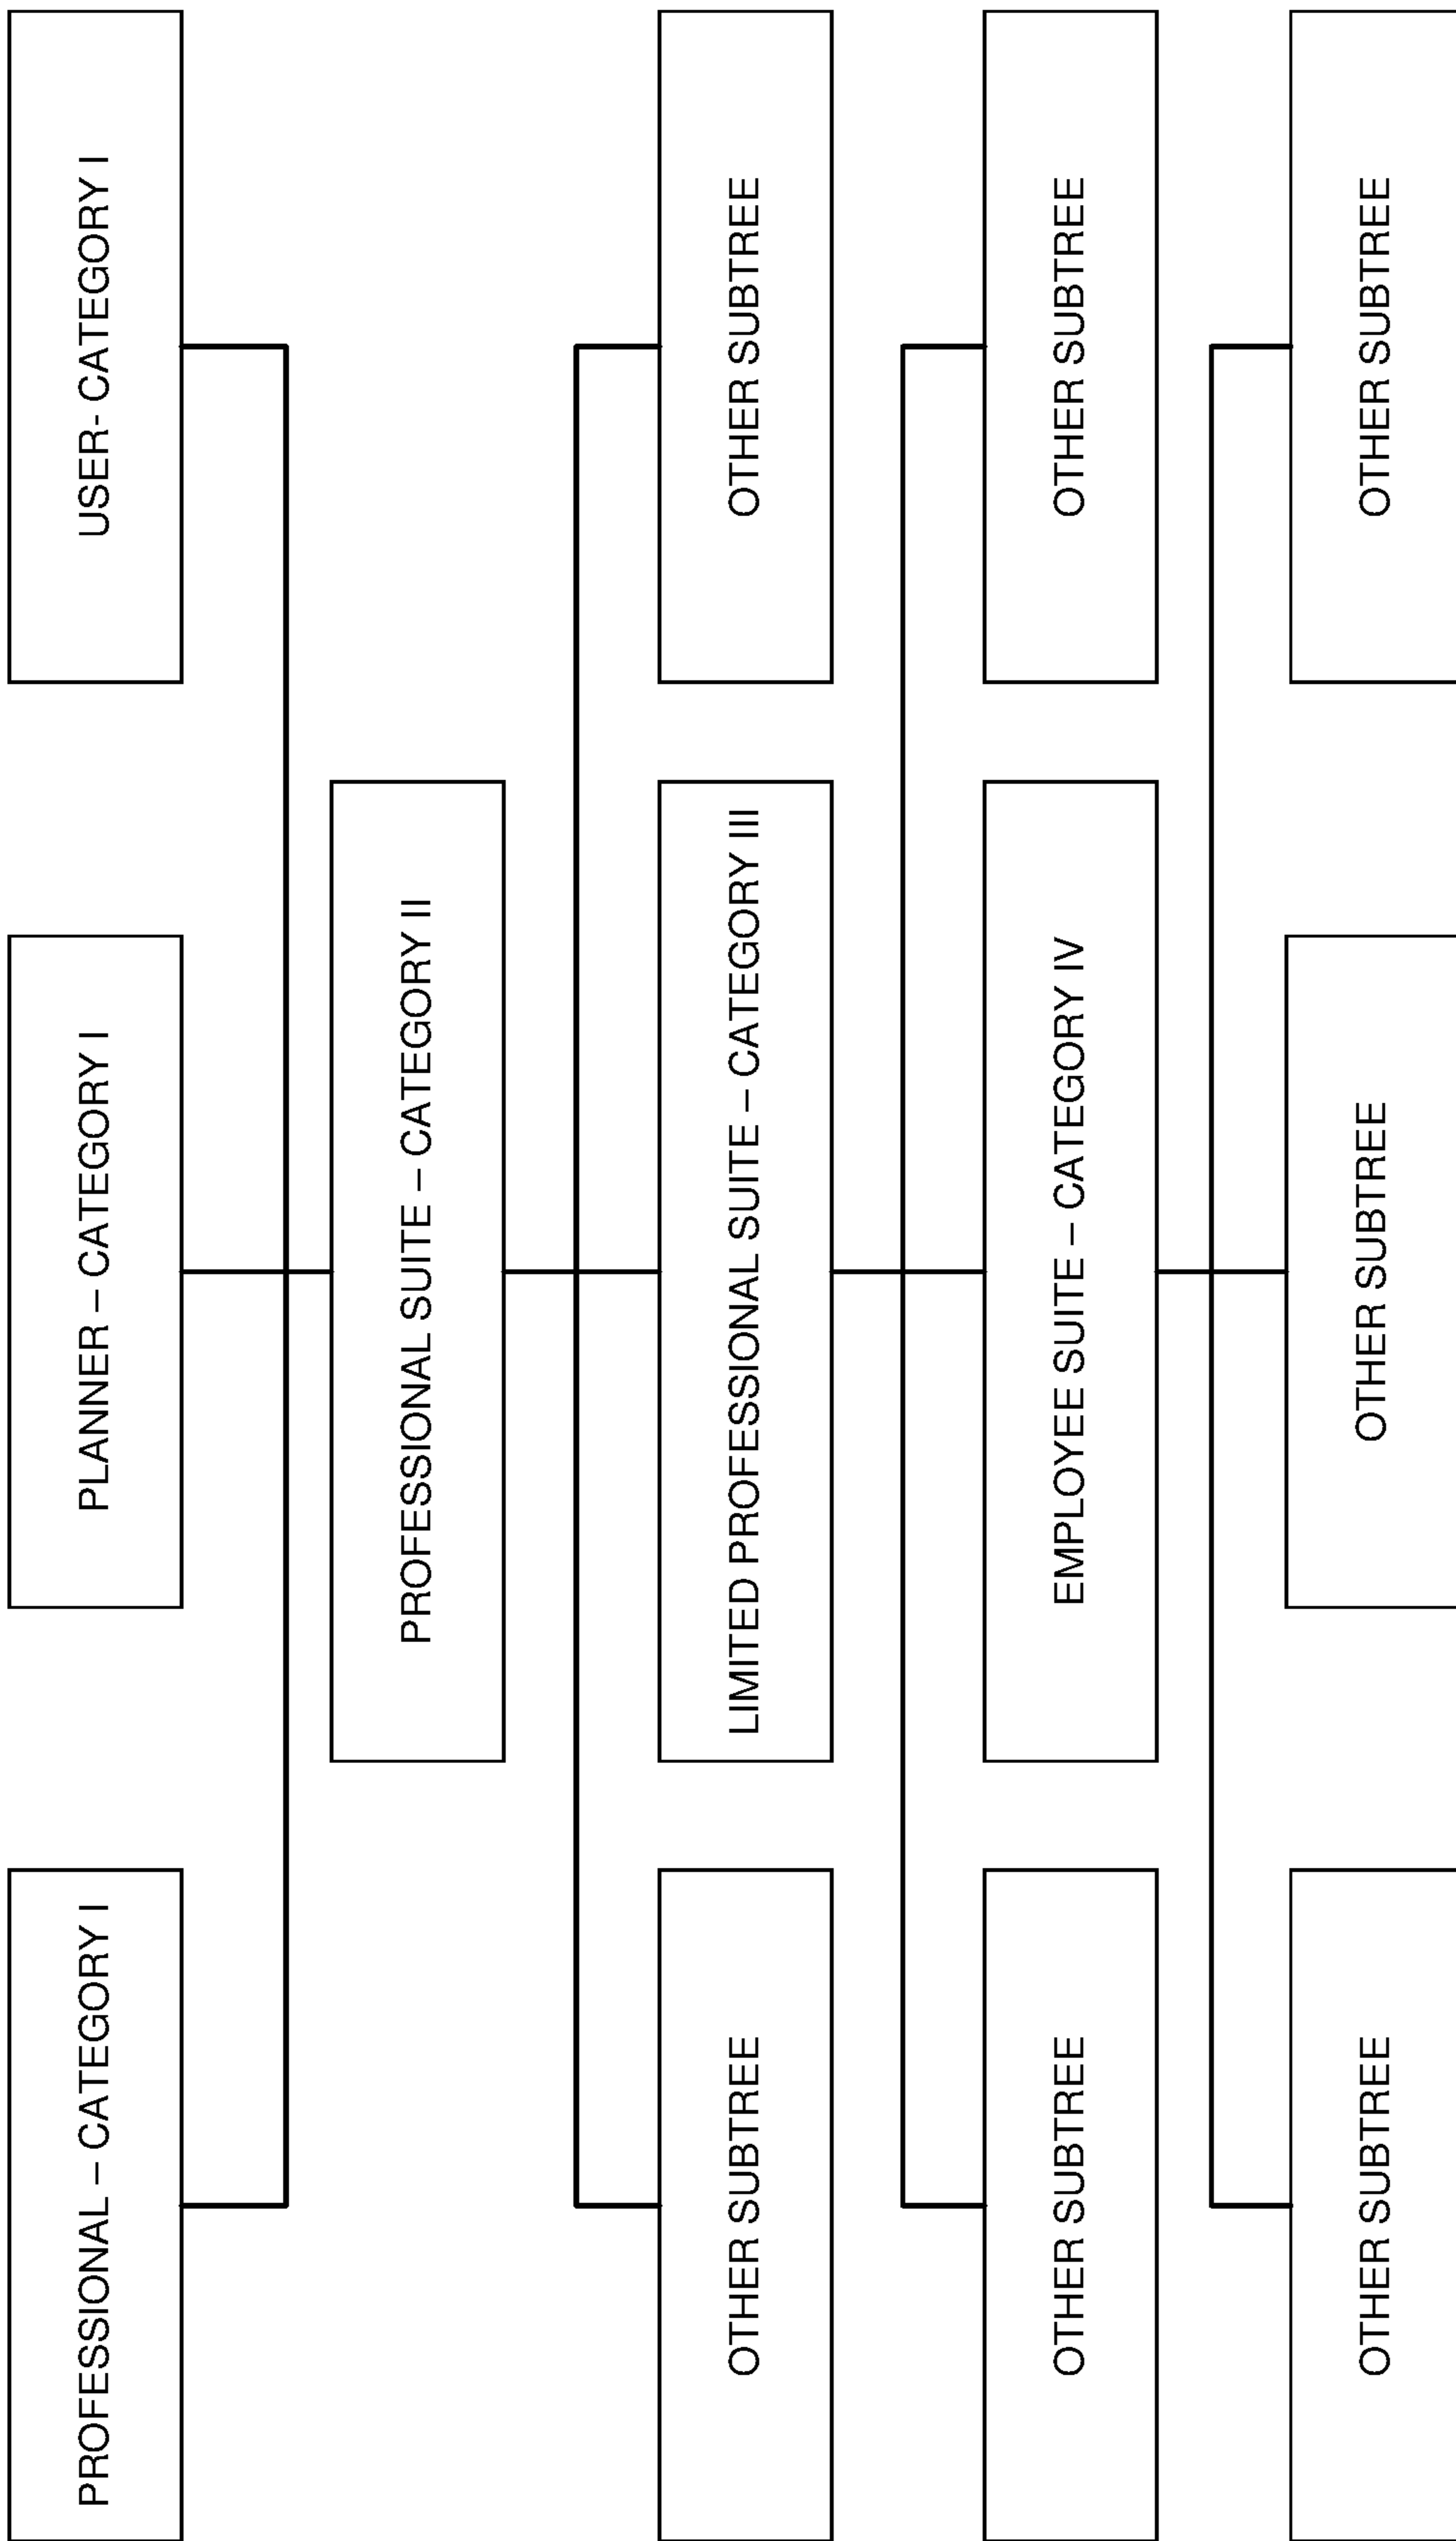 PROFESSIONAL – CATEGORY I
PLANNER – CATEGORY I
USER- CATEGORY I
PROFESSIONAL SUITE – CATEGORY II
OTHER SUBTREE
LIMITED PROFESSIONAL SUITE – CATEGORY III
OTHER SUBTREE
OTHER SUBTREE
EMPLOYEE SUITE – CATEGORY IV
OTHER SUBTREE
OTHER SUBTREE
OTHER SUBTREE
OTHER SUBTREE